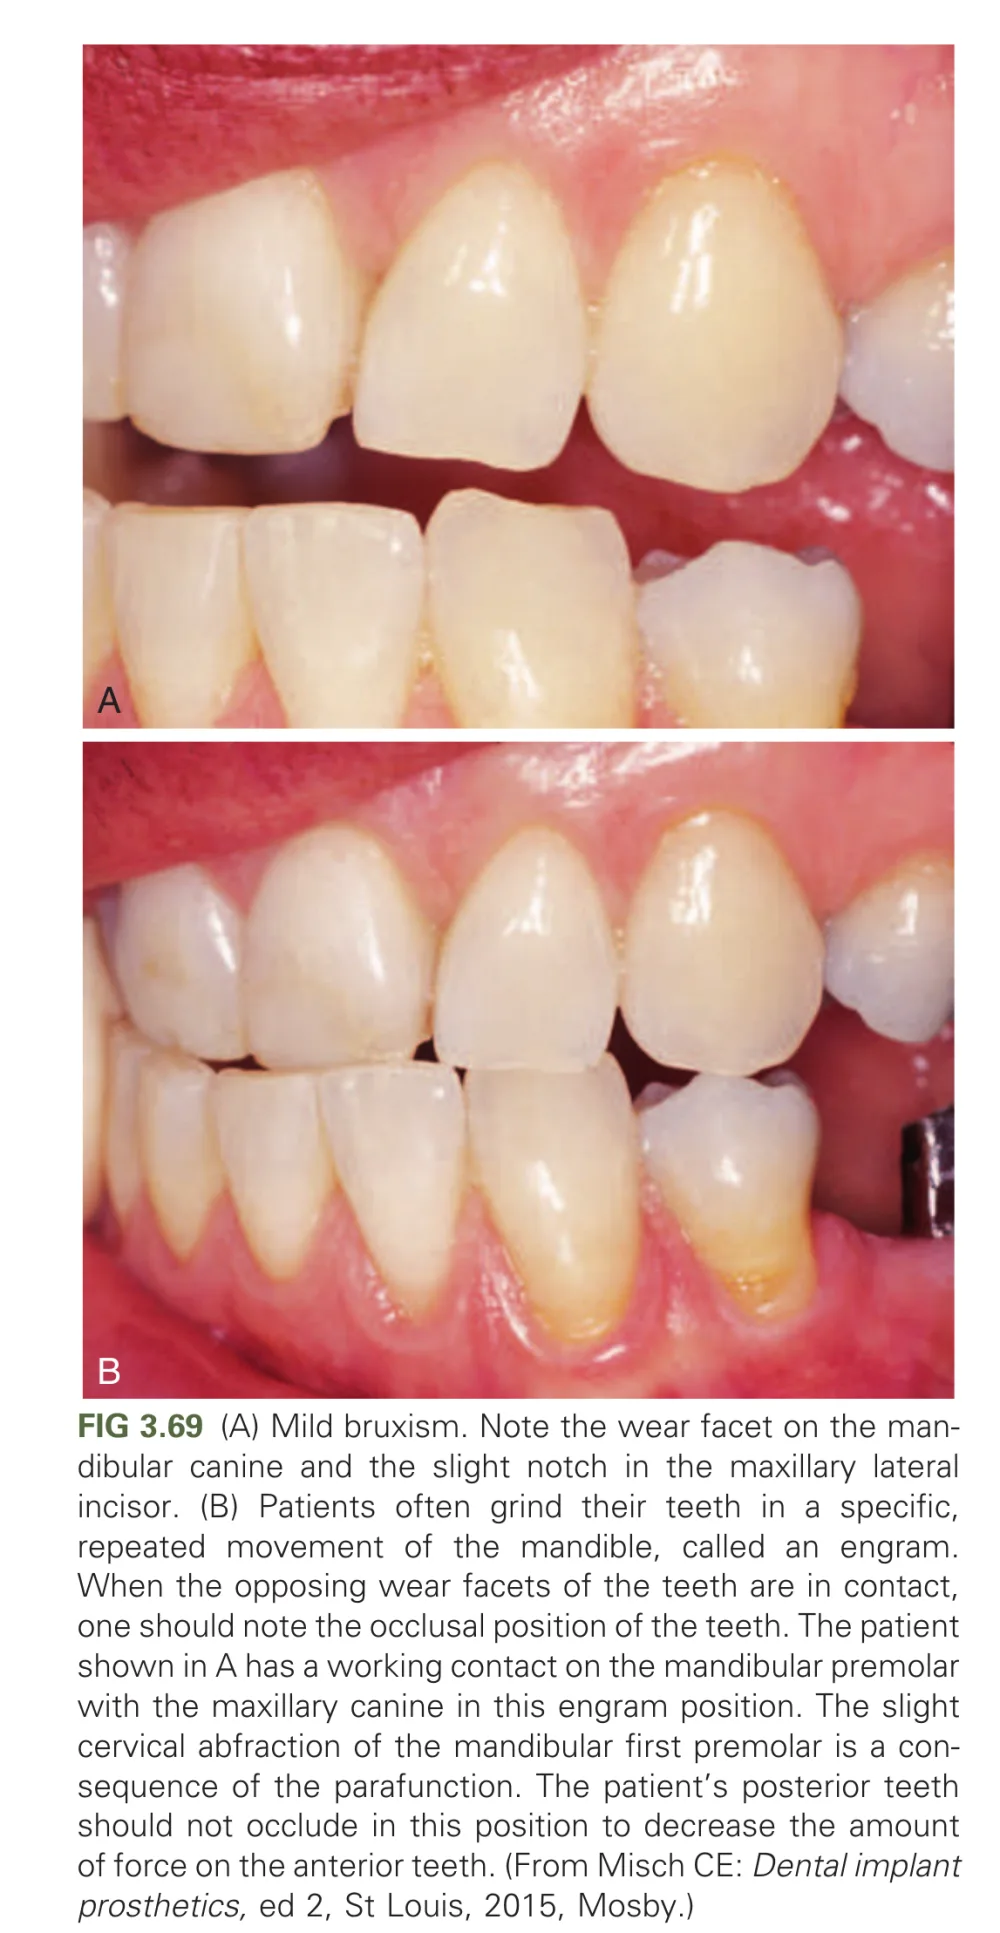 A
B
FIG 3.69 (A) Mild bruxism. Note the wear facet on the man-
dibular canine and the slight notch in the maxillary lateral
incisor. (B) Patients often grind their teeth in a specific,
repeated movement of the mandible, called an engram.
When the opposing wear facets of the teeth are in contact,
one should note the occlusal position of the teeth. The patient
shown in A has a working contact on the mandibular premolar
with the maxillary canine in this engram position. The slight
cervical abfraction of the mandibular first premolar is a con-
sequence of the parafunction. The patient’s posterior teeth
should not occlude in this position to decrease the amount
of force on the anterior teeth. (From Misch CE: Dental implant
prosthetics, ed 2, St Louis, 2015, Mosby.)